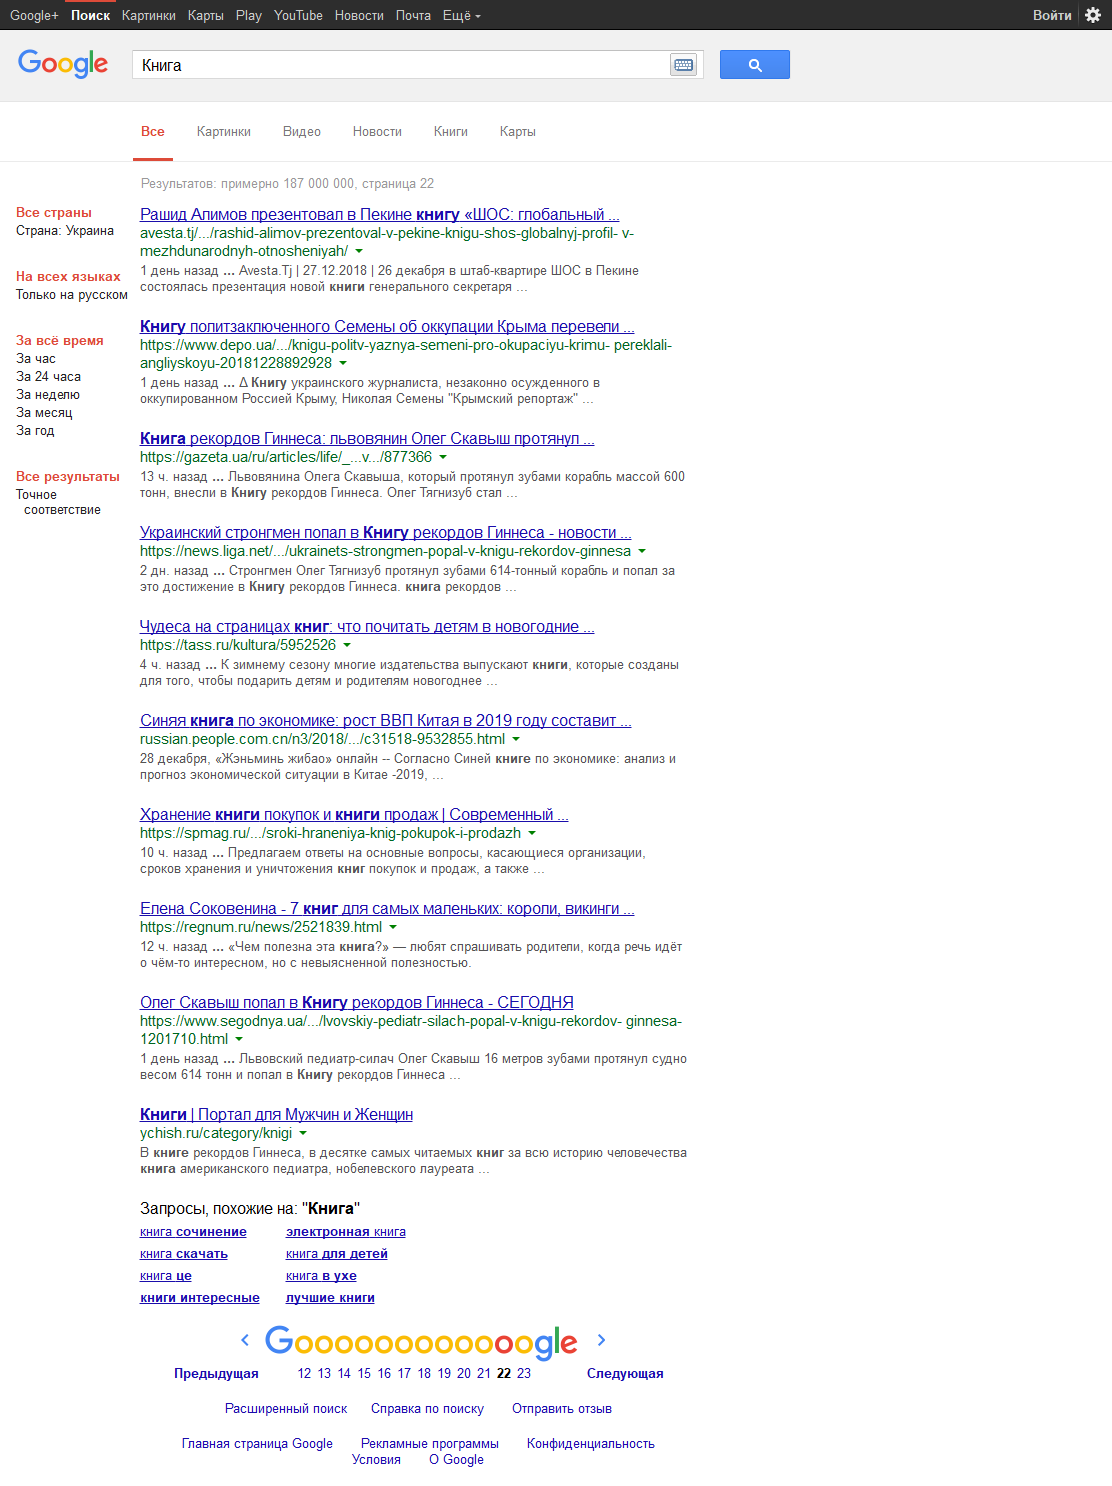 Google+ Поиск Картинки Карты Play YouTube Новости Почта Ещё Войти
Google Книга
Все Картинки Видео Новости Книги Карты
Результатов: примерно 187 000 000, страница 22
Все страны
Страна: Украина
На всех языках
Только на русском
За всё время
За час
За 24 часа
За неделю
За месяц
За год
Все результаты
Точное
соответствие
Рашид Алимов презентовал в Пекине книгу «ШОС: глобальный ...
avesta.tj/.../rashid-alimov-prezentoval-v-pekine-knigu-shos-globalnyj-profil- v-
mezhdunarodnyh-otnosheniyah/
1 день назад ... Avesta.Tj | 27.12.2018 | 26 декабря в штаб-квартире ШОС в Пекине
состоялась презентация новой книги генерального секретаря ...
Книгу политзаключенного Семены об оккупации Крыма перевели ...
https://www.depo.ua/.../knigu-politv-yaznya-semeni-pro-okupaciyu-krimu- pereklali-
angliyskoyu-20181228892928
1 день назад ... Δ Книгу украинского журналиста, незаконно осужденного в
оккупированном Россией Крыму, Николая Семены "Крымский репортаж" ...
Книга рекордов Гиннеса: львовянин Олег Скавыш протянул ...
https://gazeta.ua/ru/articles/life/_...v.../877366
13 ч. назад ... Львовянина Олега Скавыша, который протянул зубами корабль массой 600
тонн, внесли в Книгу рекордов Гиннеса. Олег Тягнизуб стал ...
Украинский стронгмен попал в Книгу рекордов Гиннеса - новости ...
https://news.liga.net/.../ukrainets-strongmen-popal-v-knigu-rekordov-ginnesa
2 дн. назад ... Стронгмен Олег Тягнизуб протянул зубами 614-тонный корабль и попал за
это достижение в Книгу рекордов Гиннеса. книга рекордов ...
Чудеса на страницах книг: что почитать детям в новогодние ...
https://tass.ru/kultura/5952526
4 ч. назад ... К зимнему сезону многие издательства выпускают книги, которые созданы
для того, чтобы подарить детям и родителям новогоднее ...
Синяя книга по экономике: рост ВВП Китая в 2019 году составит ...
russian.people.com.cn/n3/2018/.../c31518-9532855.html
28 декабря, «Жэньминь жибао» онлайн -- Согласно Синей книге по экономике: анализ и
прогноз экономической ситуации в Китае -2019, ...
Хранение книги покупок и книги продаж | Современный ...
https://spmag.ru/.../sroki-hraneniya-knig-pokupok-i-prodazh
10 ч. назад ... Предлагаем ответы на основные вопросы, касающиеся организации,
сроков хранения и уничтожения книг покупок и продаж, а также ...
Елена Соковенина - 7 книг для самых маленьких: короли, викинги ...
https://regnum.ru/news/2521839.html
12 ч. назад ... «Чем полезна эта книга?» — любят спрашивать родители, когда речь идёт
о чём-то интересном, но с невыясненной полезностью.
Олег Скавыш попал в Книгу рекордов Гиннеса - СЕГОДНЯ
https://www.segodnya.ua/.../lvovskiy-pediatr-silach-popal-v-knigu-rekordov- ginnesa-
1201710.html
1 день назад ... Львовский педиатр-силач Олег Скавыш 16 метров зубами протянул судно
весом 614 тонн и попал в Книгу рекордов Гиннеса ...
Книги | Портал для Мужчин и Женщин
ychish.ru/category/knigi
В книге рекордов Гиннеса, в десятке самых читаемых книг за всю историю человечества
книга американского педиатра, нобелевского лауреата ...
Запросы, похожие на: "Книга"
книга сочинение электронная книга
книга скачать книга для детей
книга це книга в ухе
книги интересные лучшие книги
Goooooooooooogle
Предыдущая 12 13 14 15 16 17 18 19 20 21 22 23 Следующая
Расширенный поиск Справка по поиску Отправить отзыв
Главная страница Google Рекламные программы Конфиденциальность
Условия О Google